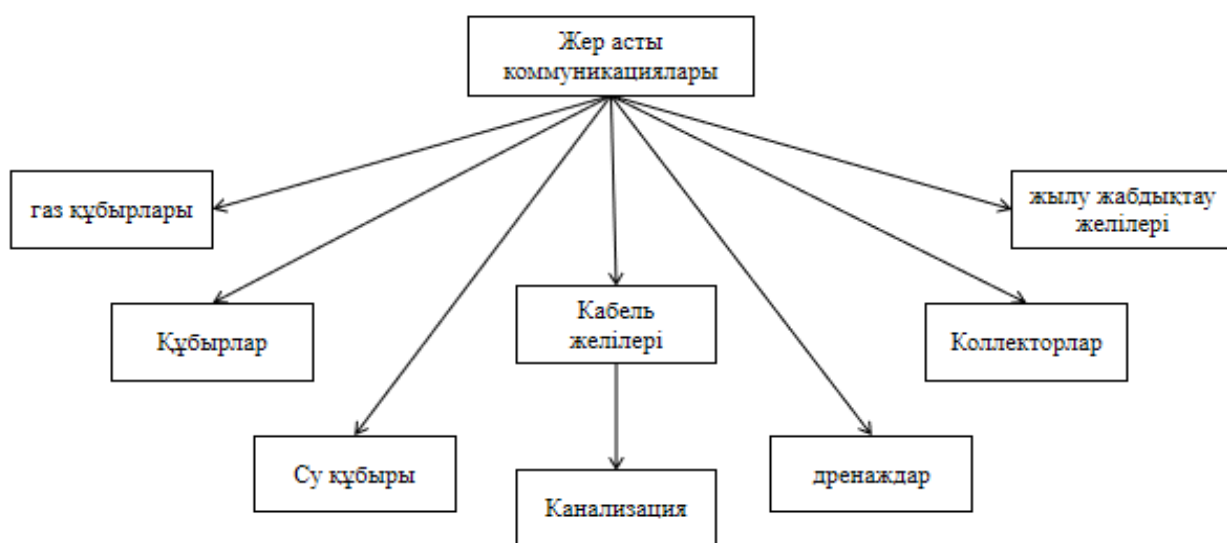 Жер асты
коммуникациялары
газ құбырлары
жылу жабдықтау
желілері
Құбырлар
Кабель
желілері
Коллекторлар
Су құбыры
Канализация
дренаждар